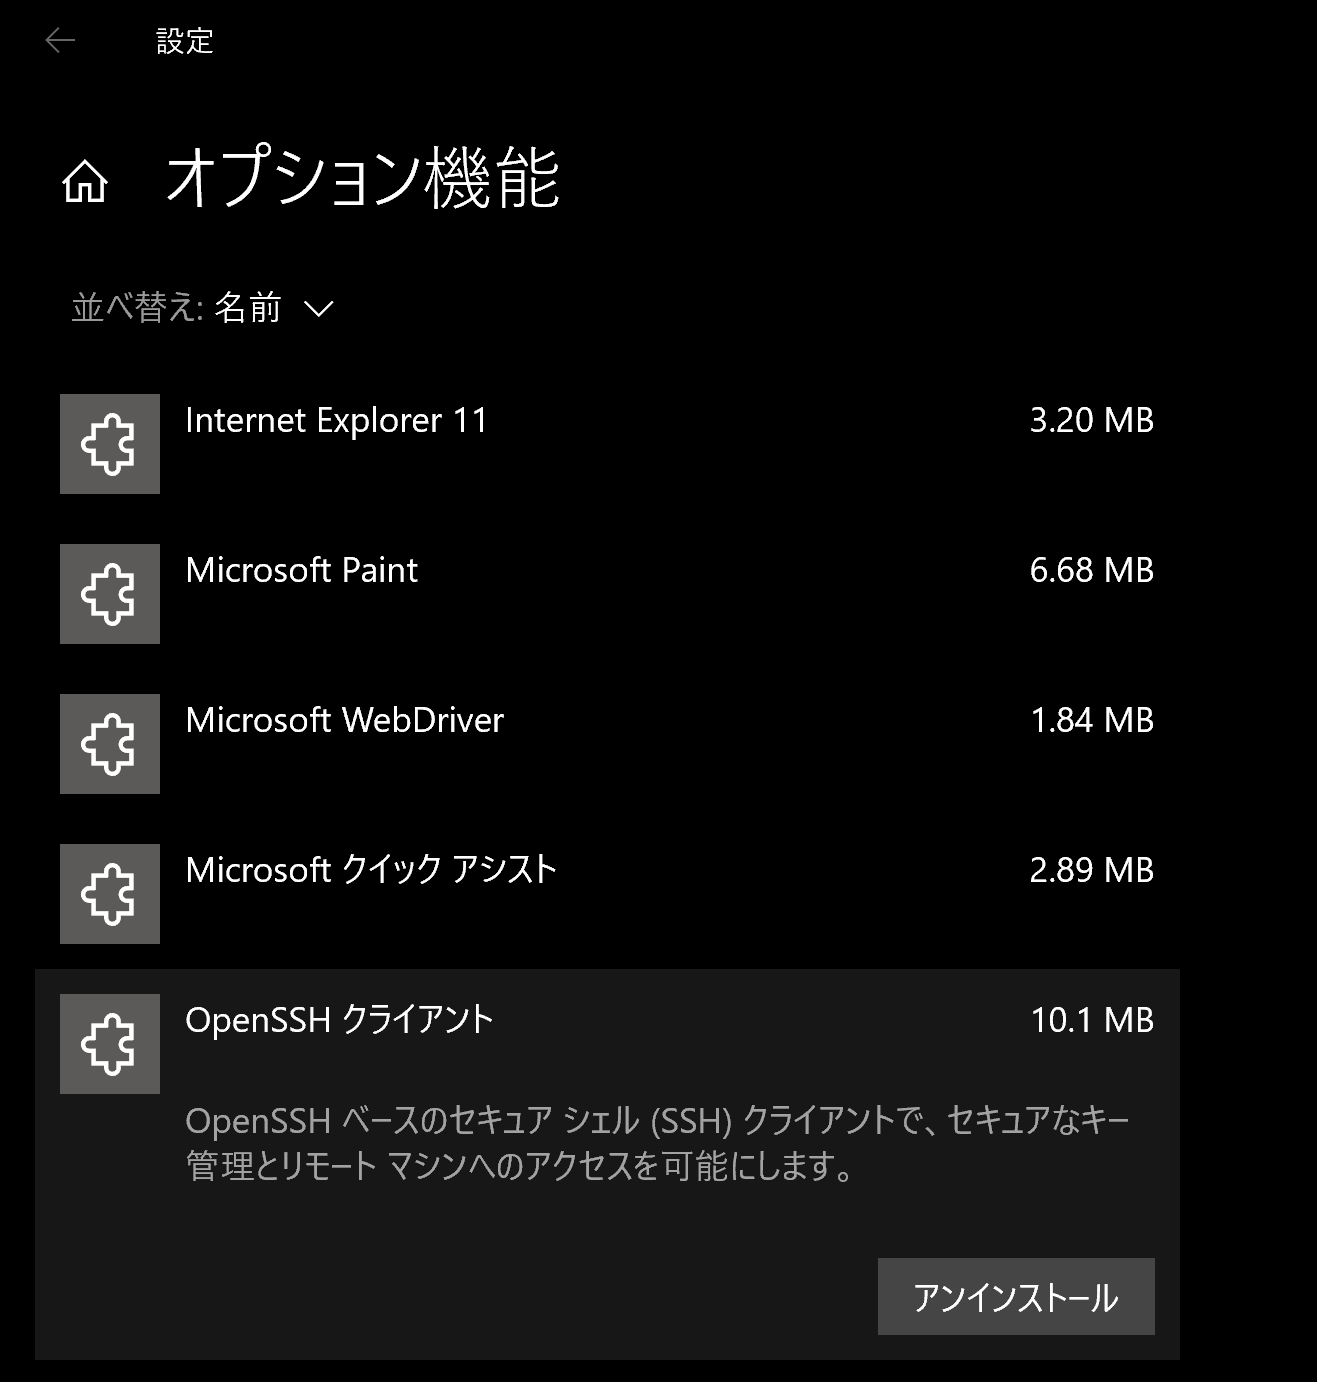 設定
オプション機能
並べ替え: 名前
Internet Explorer 11 3.20 MB
Microsoft Paint 6.68 MB
Microsoft WebDriver 1.84 MB
Microsoft クイック アシスト 2.89 MB
OpenSSH クライアント 10.1 MB
OpenSSH ベースのセキュア シェル (SSH) クライアントで、セキュアなキー
管理とリモート マシンへのアクセスを可能にします。
アンインストール